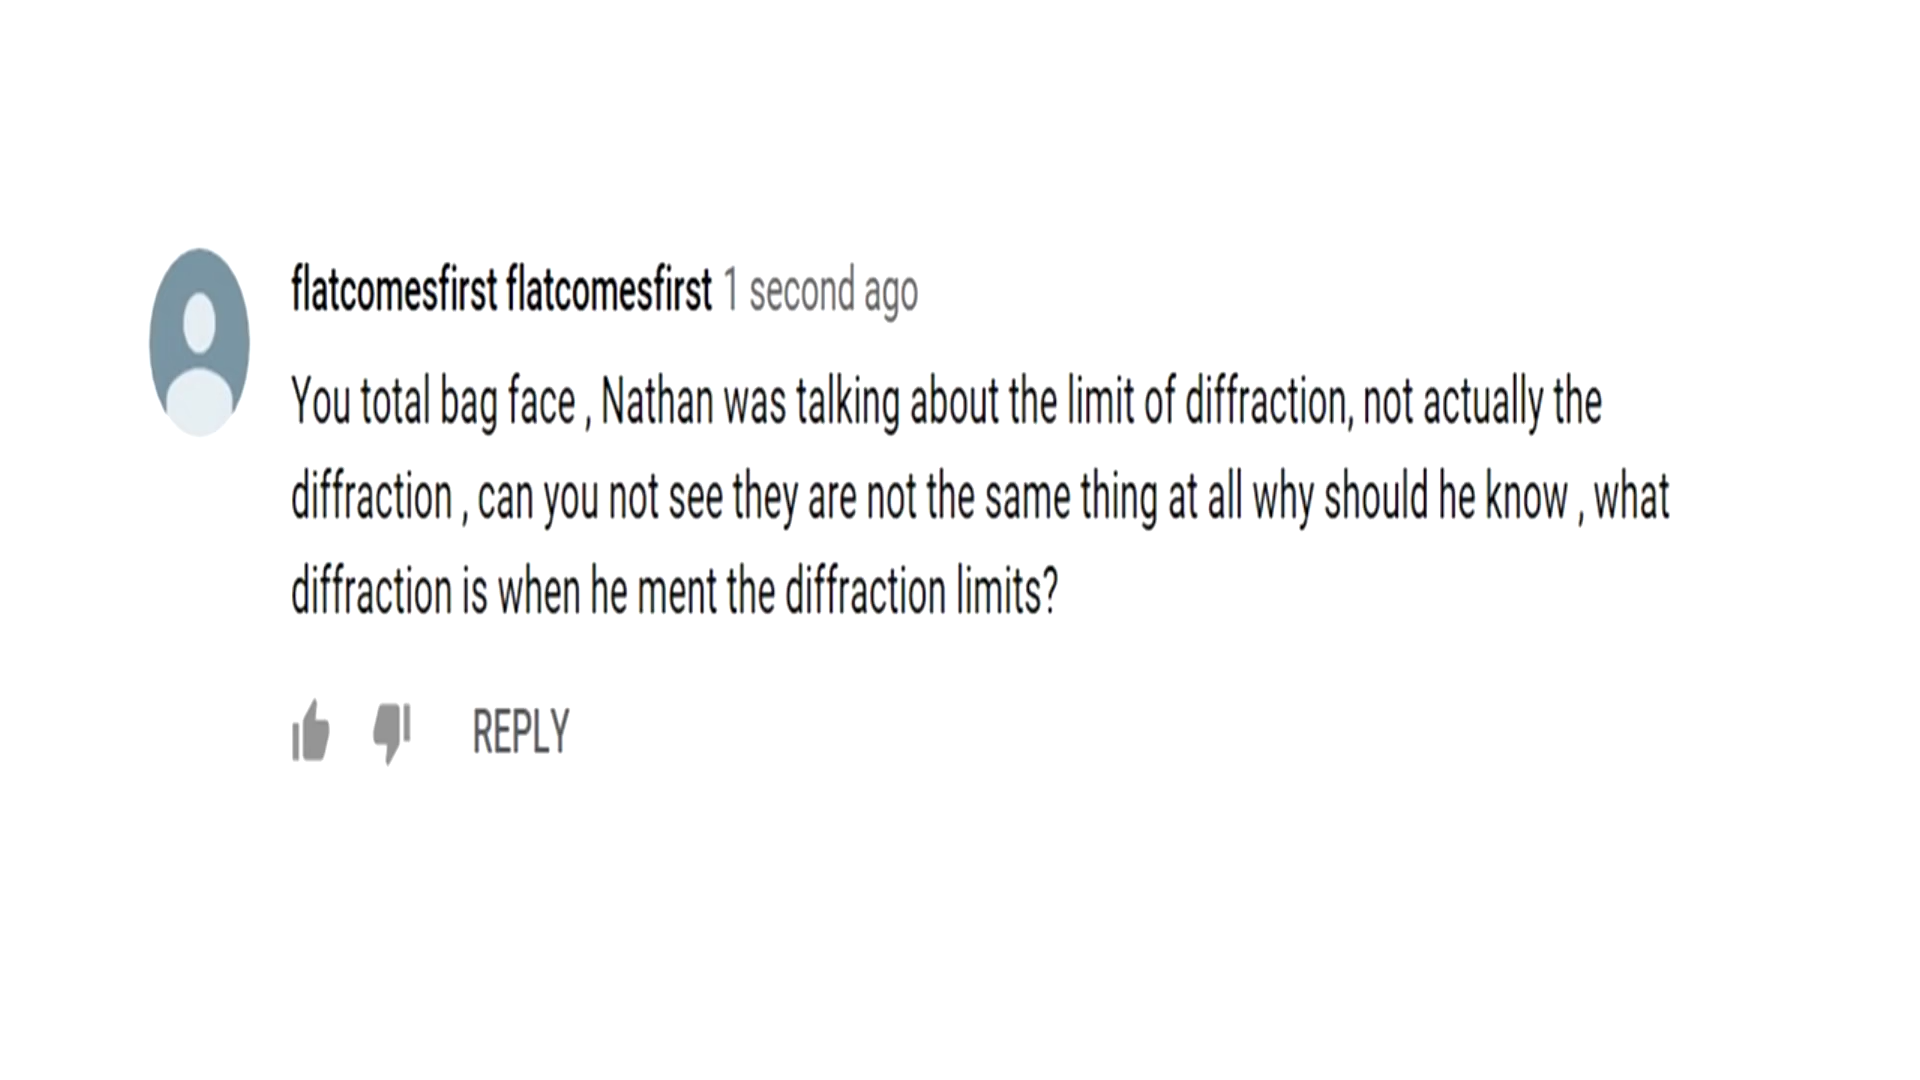 flatcomesfirst flatcomesfirst 1 second ago
You total bag face , Nathan was talking about the limit of diffraction, not actually the
diffraction , can you not see they are not the same thing at all why should he know , what
diffraction is when he ment the diffraction limits?
REPLY